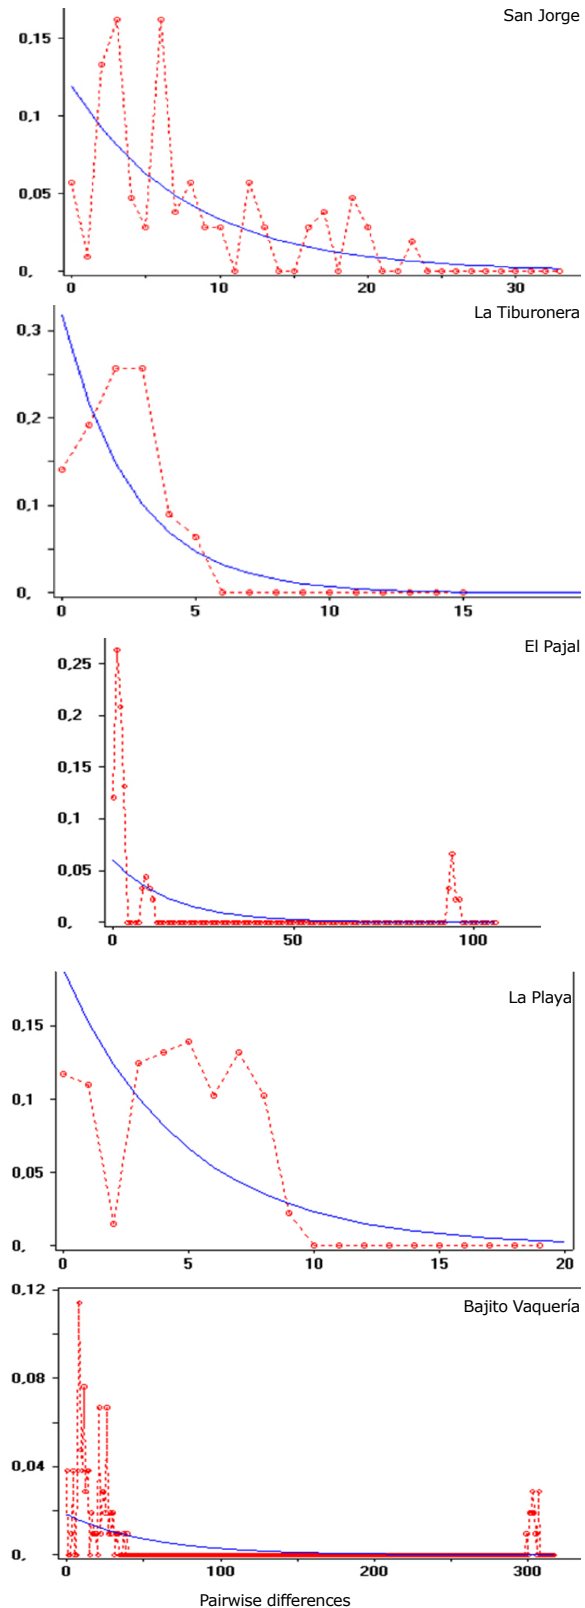 San Jorge
0,15
0,1
0,05
0,
0 10 20 30
La Tiburonera
0,3
0,2
0,1
0,
0 5 10 15
El Pajal
0,25
0,2
0,15
0,1
0,05
0,
0 50 100
La Playa
0,15
0,1
0,05
0,
0 5 10 15 20
0,12
Bajito Vaquería
0,08
0,04
0,
0 100 200 300
Pairwise differences